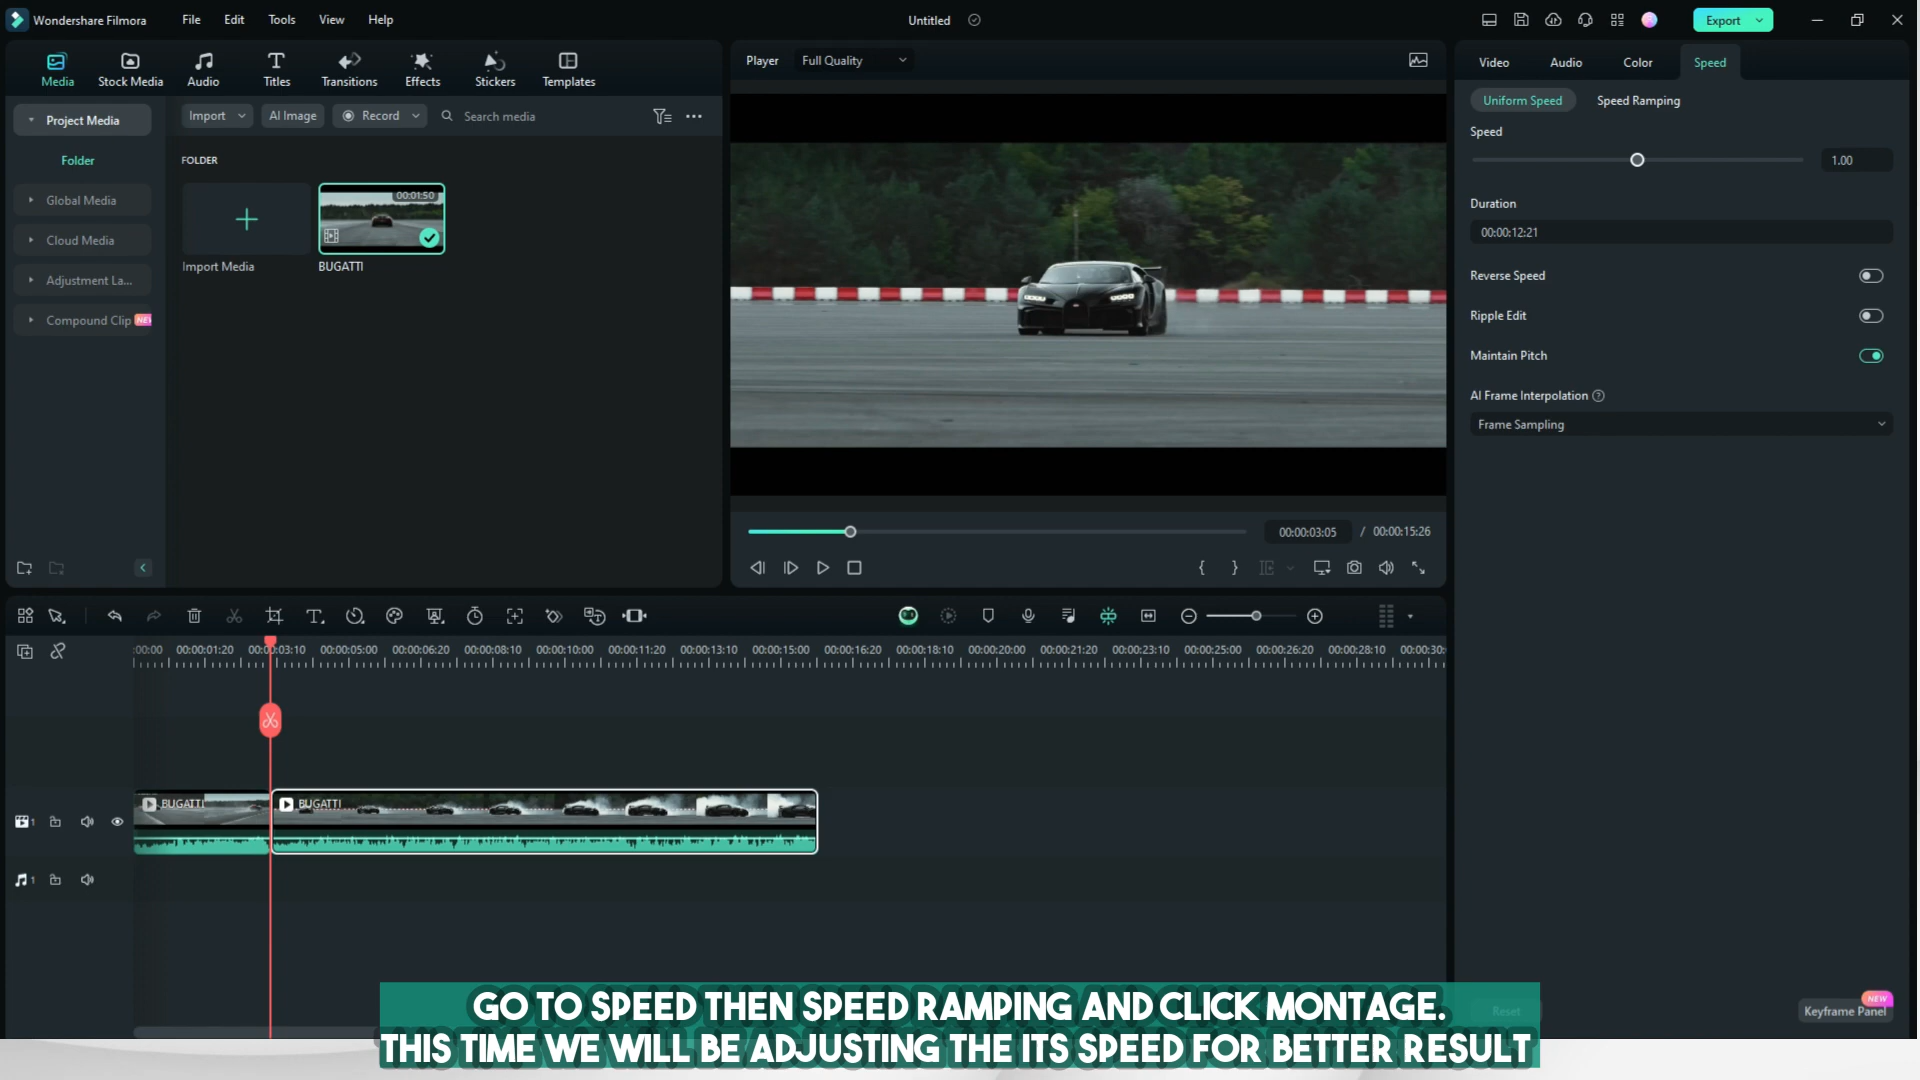 Wondershare Filmora File Edit Tools View Help Untitled Export
Media Stock Media Audio Titles Transitions Effects Stickers Templates
Project Media
Folder
Global Media
Cloud Media
Adjustment La...
Compound Clip NEW
Import AI Image Record Search media
FOLDER
Import Media
00:01:50
BUGATTI
Player Full Quality
00:00:03:05 / 00:00:15:26
Video Audio Color Speed
Uniform Speed Speed Ramping
Speed
1.00
Duration
00:00:12:21
Reverse Speed
Ripple Edit
Maintain Pitch
AI Frame Interpolation
Frame Sampling
:00:00 00:00:01:20 00:00:03:10 00:00:05:00 00:00:06:20 00:00:08:10 00:00:10:00 00:00:11:20 00:00:13:10 00:00:15:00 00:00:16:20 00:00:18:10 00:00:20:00 00:00:21:20 00:00:23:10 00:00:25:00 00:00:26:20 00:00:28:10 00:00:30:
BUGATTI BUGATTI
1
1
Reset
NEW
Keyframe Panel
GO TO SPEED THEN SPEED RAMPING AND CLICK MONTAGE.
THIS TIME WE WILL BE ADJUSTING THE ITS SPEED FOR BETTER RESULT